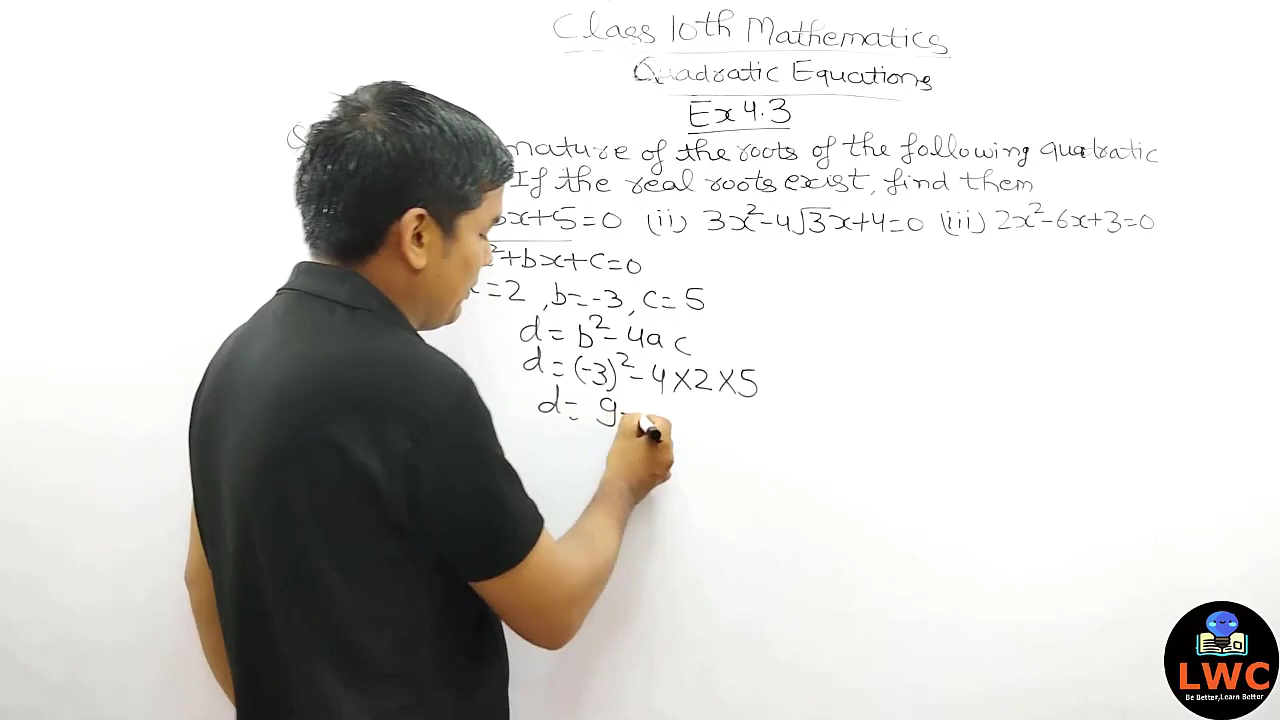 Class 10th Mathematics
Quadratic Equations
Ex 4.3
nature of the roots of the following quadratic
If the real roots exist, find them
x+5=0 (ii) 3x²-4√3x+4=0 (iii) 2x²-6x+3=0
²+bx+c=0
=2, b=-3, c=5
d=b²-4ac
d=(-3)²-4×2×5
d=9-
LWC
Be Better, Learn Better